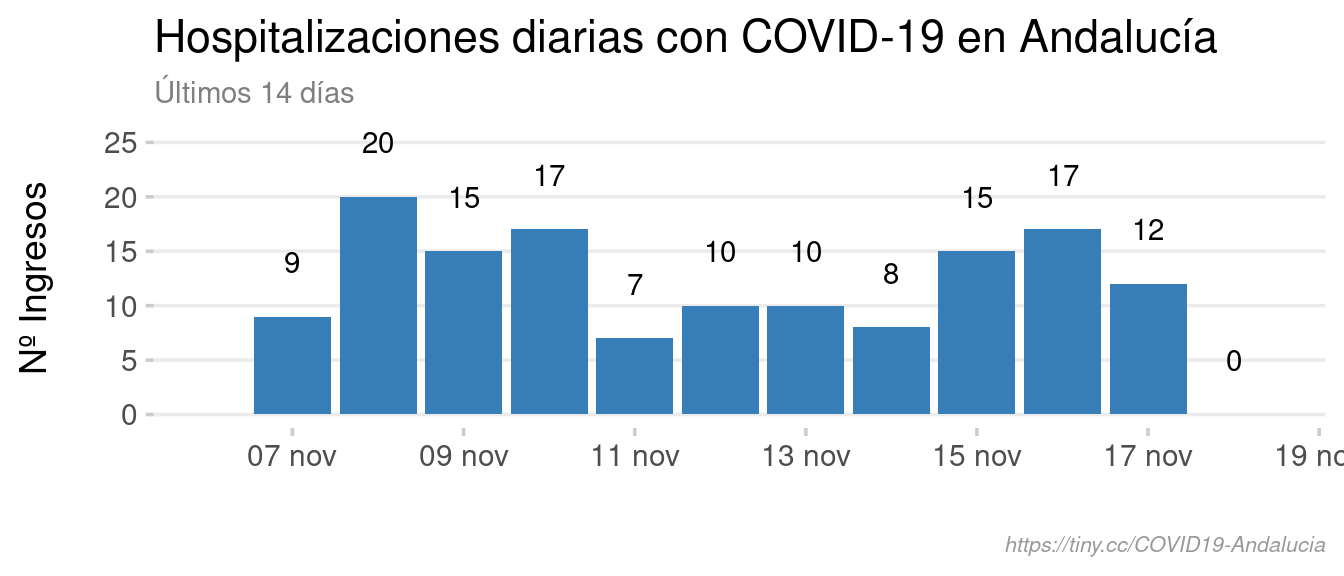 Hospitalizaciones diarias con COVID-19 en Andalucía
Últimos 14 días
Nº Ingresos
25
20
15
10
5
0
9
20
15
17
7
10
10
8
15
17
12
0
07 nov
09 nov
11 nov
13 nov
15 nov
17 nov
19 no
https://tiny.cc/COVID19-Andalucia